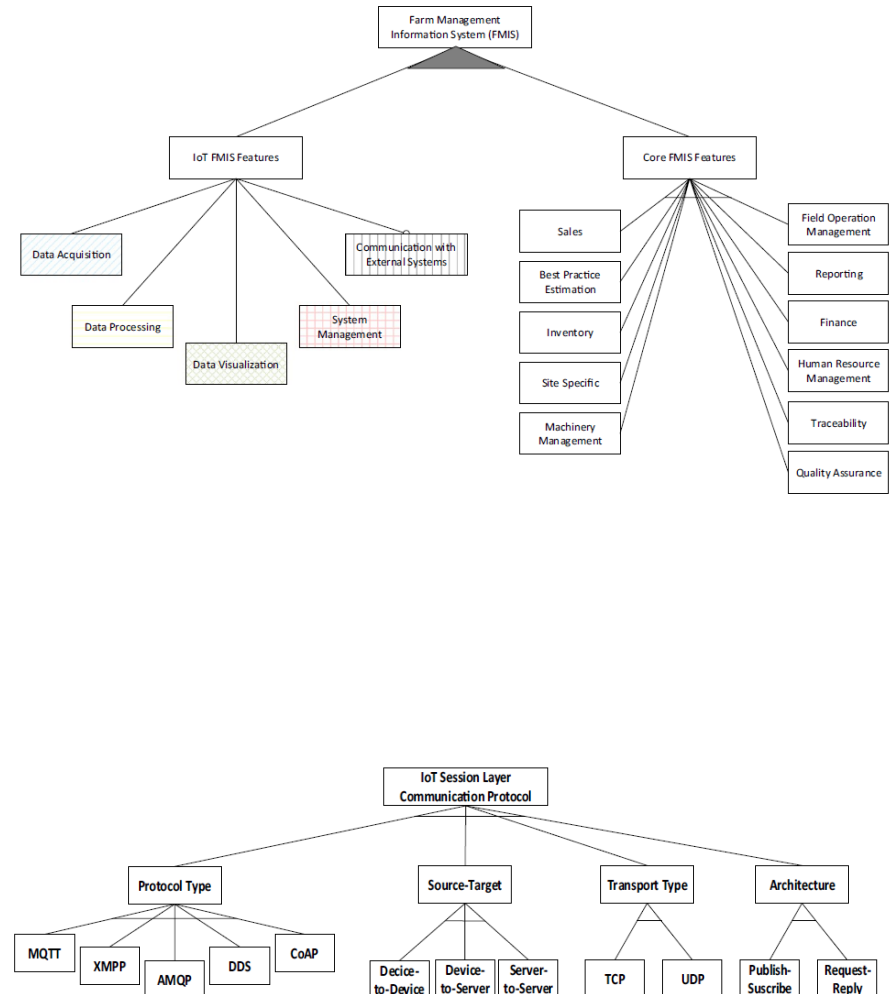 Farm Management
Information System (FMIS)
IoT FMIS Features
Core FMIS Features
Data Acquisition
Data Processing
Data Visualization
System
Management
Communication with
External Systems
Sales
Best Practice
Estimation
Inventory
Site Specific
Machinery
Management
Field Operation
Management
Reporting
Finance
Human Resource
Management
Traceability
Quality Assurance
IoT Session Layer
Communication Protocol
Protocol Type
Source-Target
Transport Type
Architecture
MQTT
XMPP
AMQP
DDS
CoAP
Decice-
to-Device
Device-
to-Server
Server-
to-Server
TCP
UDP
Publish-
Suscribe
Request-
Reply